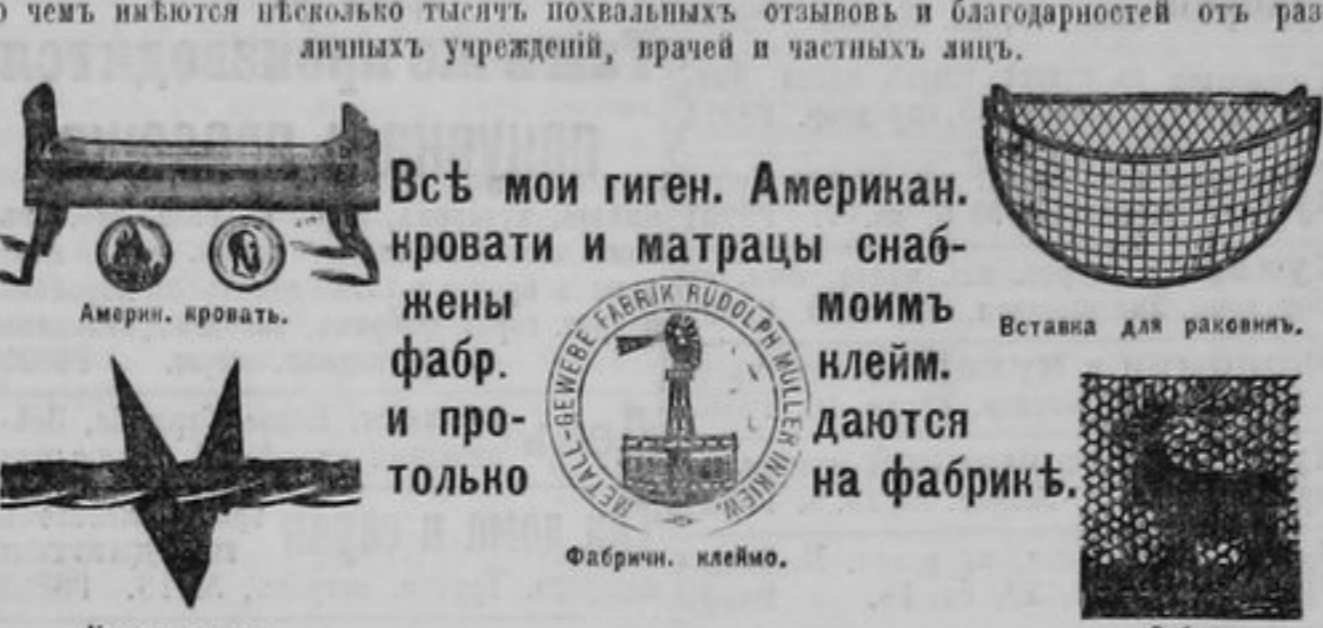 о чемъ имѣются нѣсколько тысячъ похвальныхъ отзывовъ и благодарностей отъ раз-
личныхъ учрежденій, врачей и частныхъ лицъ.
Всѣ мои гиген. Американ.
кровати и матрацы снаб-
жены моимъ
фабр. клейм.
и про- даются
только на фабрикѣ.
Америн. кровать.
METALL-GEWEBE FABRIK RUDOLPH MÜLLER IN KIEW.
Фабричн. клеймо.
Вставка для раковинъ.